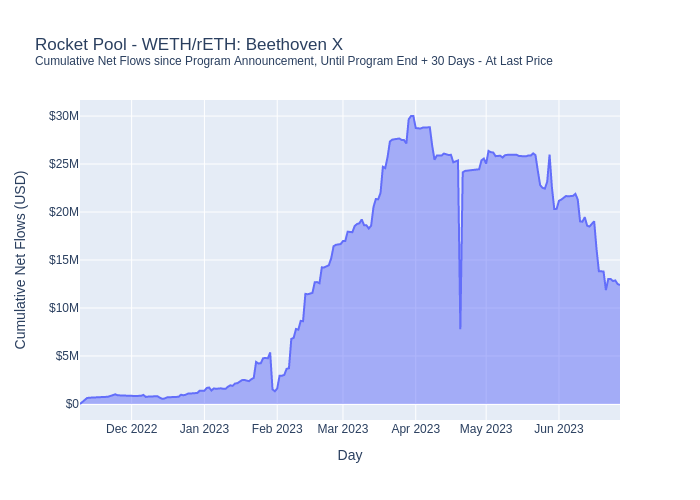 Rocket Pool - WETH/rETH: Beethoven X
Cumulative Net Flows since Program Announcement, Until Program End + 30 Days - At Last Price
$30M
$25M
$20M
$15M
$10M
$5M
$0
Cumulative Net Flows (USD)
Dec 2022 Jan 2023 Feb 2023 Mar 2023 Apr 2023 May 2023 Jun 2023
Day